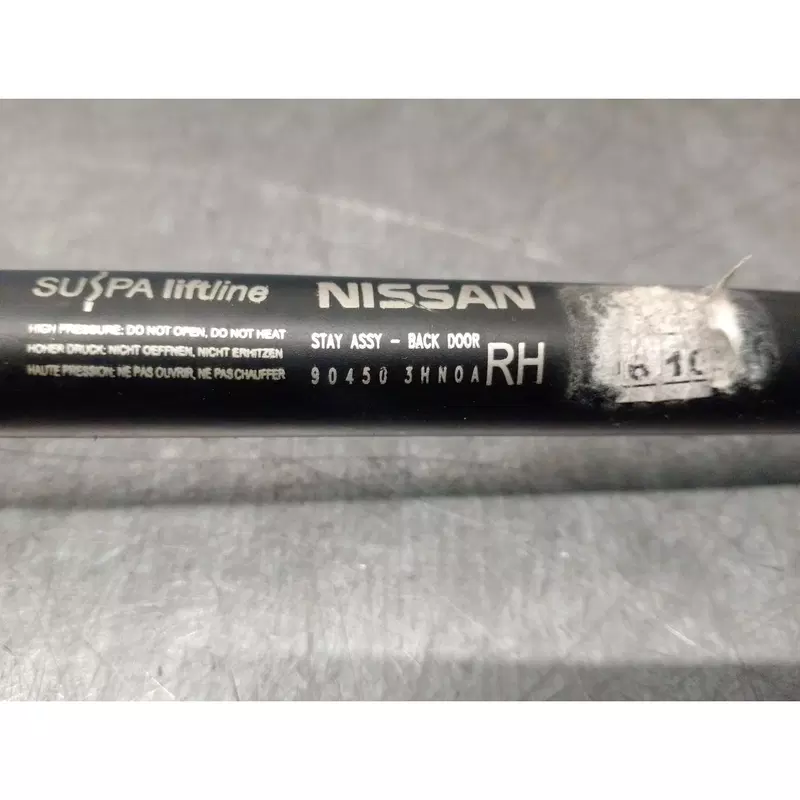 SUSPA liftline
HIGH PRESSURE: DO NOT OPEN, DO NOT HEAT
HOHER DRUCK: NICHT OEFFNEN, NICHT ERHITZEN
HAUTE PRESSION: NE PAS OUVRIR, NE PAS CHAUFFER
NISSAN
STAY ASSY - BACK DOOR
90450 3HN0A RH